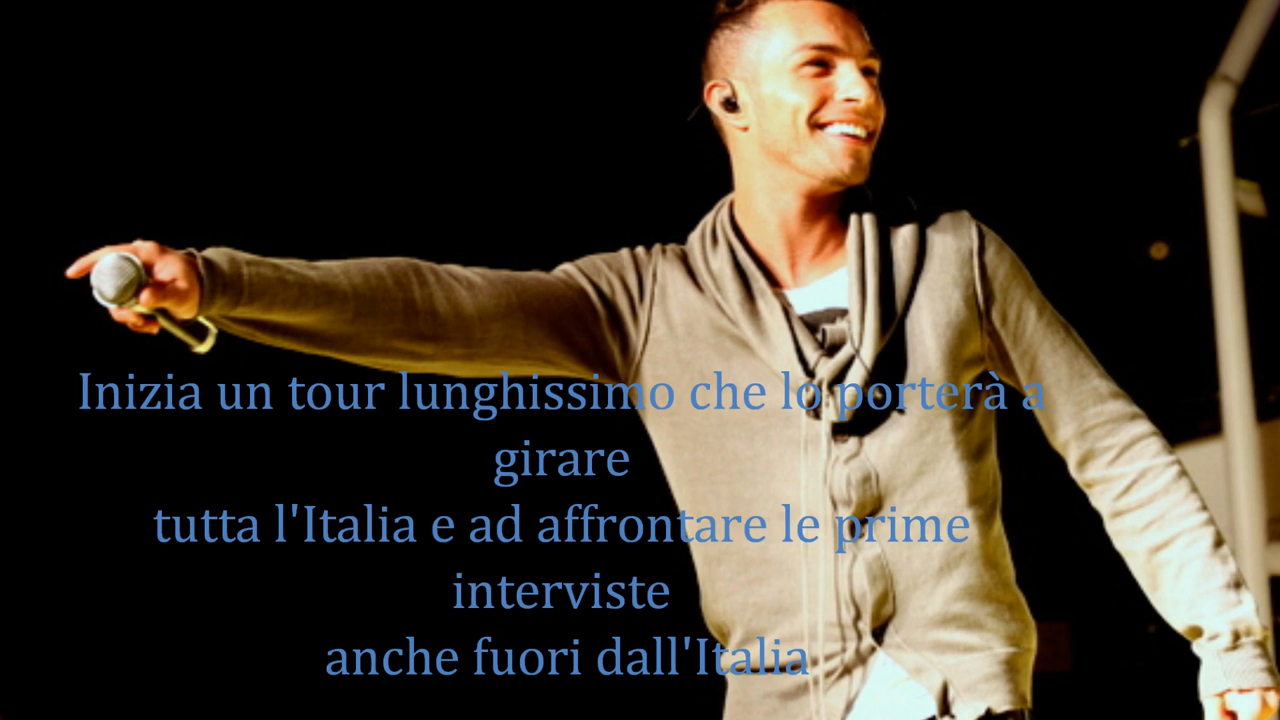 Inizia un tour lunghissimo che lo porterà a
girare
tutta l'Italia e ad affrontare le prime
interviste
anche fuori dall'Italia